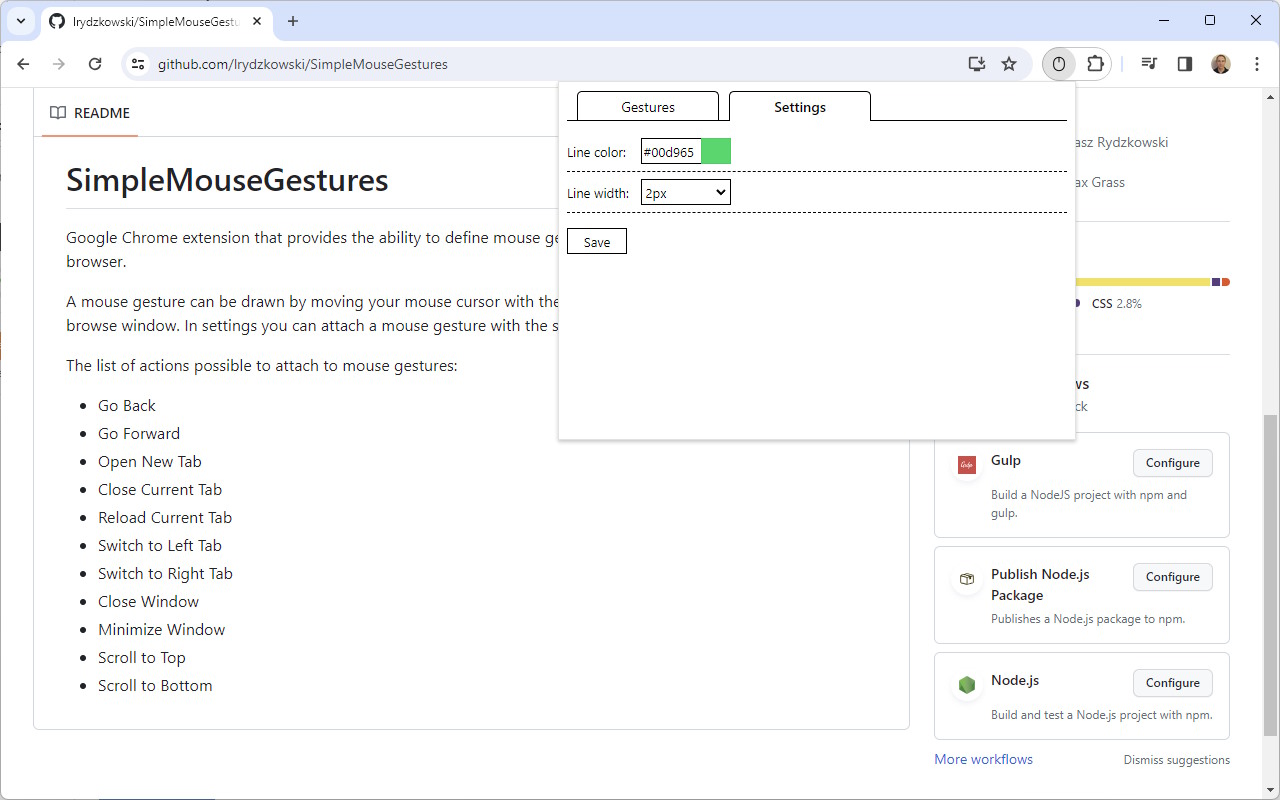 lrydzkowski/SimpleMouseGestu
github.com/lrydzkowski/SimpleMouseGestures
README
SimpleMouseGestures
Google Chrome extension that provides the ability to define mouse
browser.
A mouse gesture can be drawn by moving your mouse cursor with the
browse window. In settings you can attach a mouse gesture with the
The list of actions possible to attach to mouse gestures:
Go Back
Go Forward
Open New Tab
Close Current Tab
Reload Current Tab
Switch to Left Tab
Switch to Right Tab
Close Window
Minimize Window
Scroll to Top
Scroll to Bottom
Gestures
Settings
Line color:
#00d965
Line width:
2px
Save
asz Rydzkowski
ax Grass
CSS 2.8%
ws
ck
Gulp
Configure
Build a NodeJS project with npm and
gulp.
Publish Node.js
Package
Configure
Publishes a Node.js package to npm.
Node.js
Configure
Build and test a Node.js project with npm.
More workflows
Dismiss suggestions